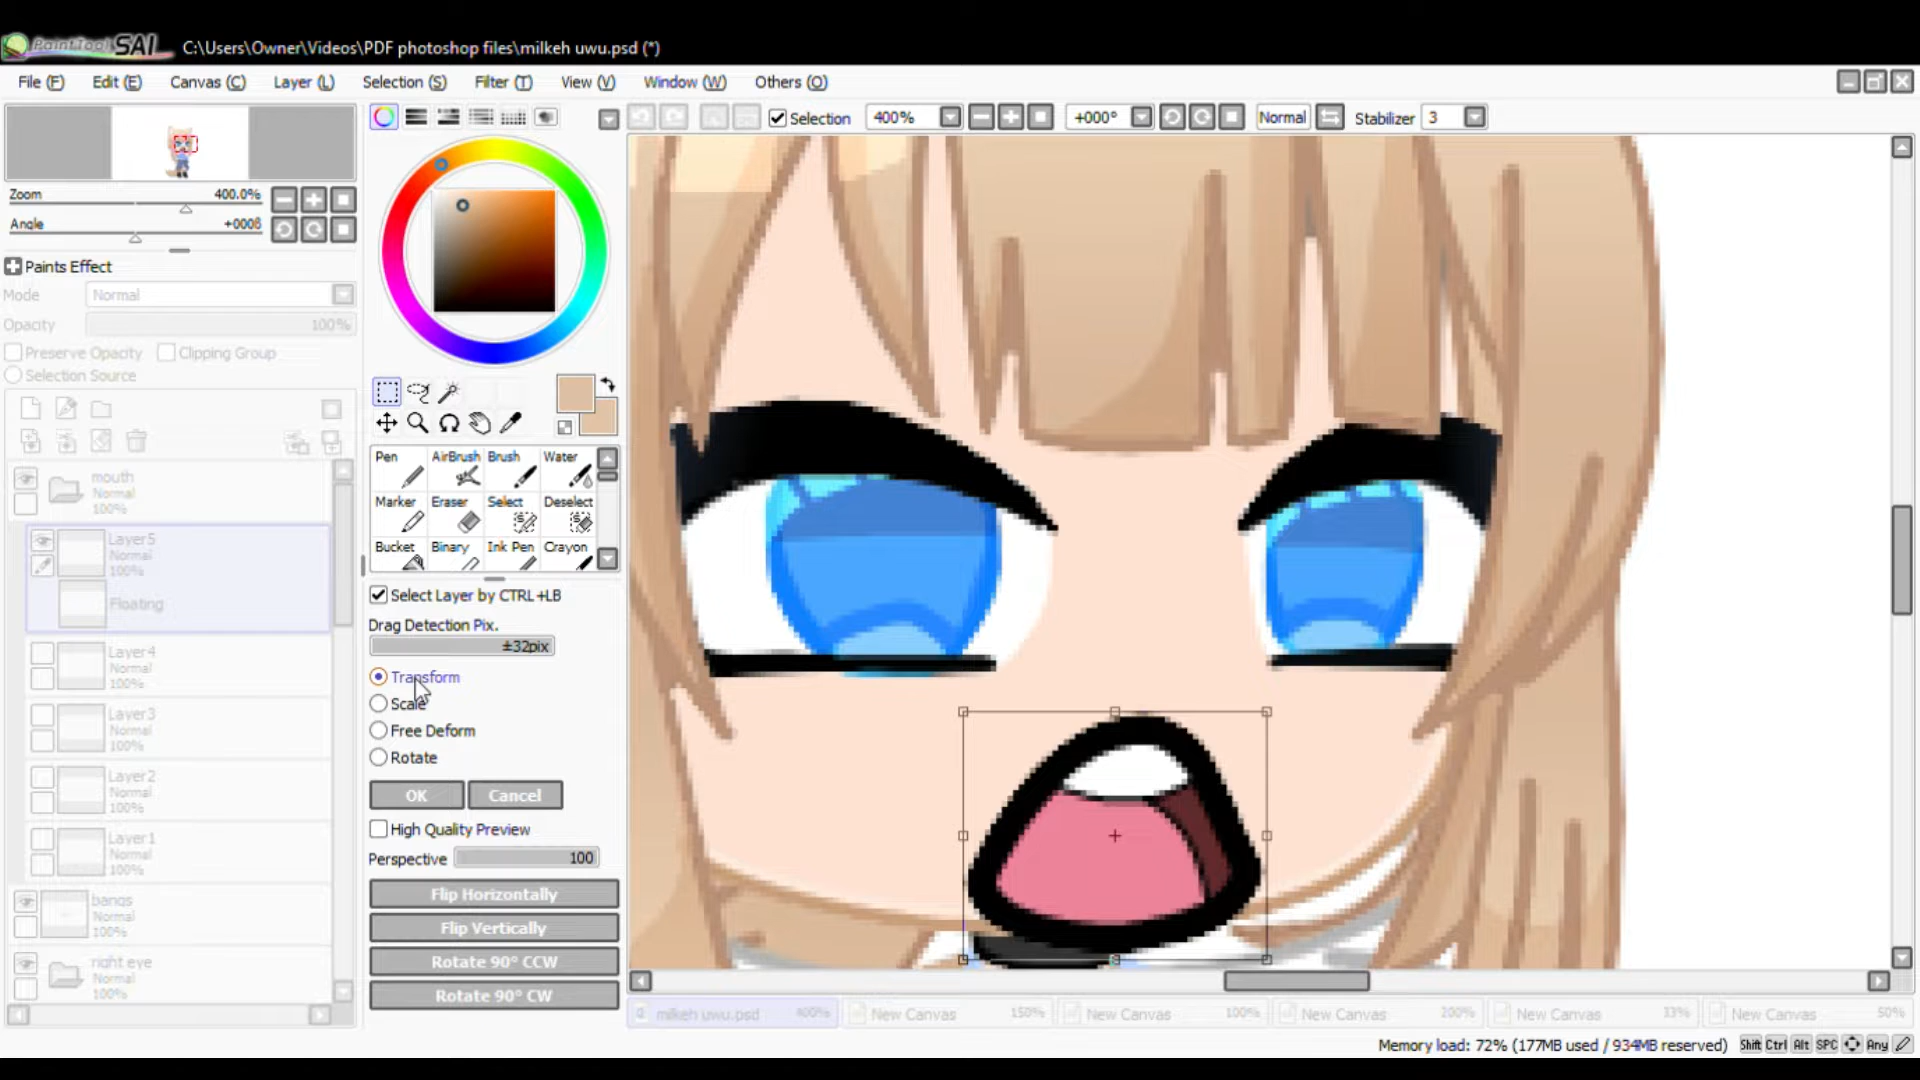 PaintTool SAI C:\Users\Owner\Videos\PDF photoshop files\milkeh uwu.psd (*)
File (F) Edit (E) Canvas (C) Layer (L) Selection (S) Filter (T) View (V) Window (W) Others (O)
Selection 400% +000° Normal Stabilizer 3
Zoom 400.0%
Angle +000ß
Paints Effect
Mode Normal
Opacity 100%
Preserve Opacity Clipping Group
Selection Source
mouth
Normal
100%
Layer5
Normal
100%
Floating
Layer4
Normal
100%
Layer3
Normal
100%
Layer2
Normal
100%
Layer1
Normal
100%
bangs
Normal
100%
right eye
Normal
100%
Pen AirBrush Brush Water
Marker Eraser Select Deselect
Bucket Binary Ink Pen Crayon
Select Layer by CTRL+LB
Drag Detection Pix.
±32pix
Transform
Scale
Free Deform
Rotate
OK Cancel
High Quality Preview
Perspective 100
Flip Horizontally
Flip Vertically
Rotate 90° CCW
Rotate 90° CW
milkeh uwu.psd 400% New Canvas 150% New Canvas 100% New Canvas 200% New Canvas 33% New Canvas 50%
Memory load: 72% (177MB used / 934MB reserved) Shift Ctrl Alt SPC Any